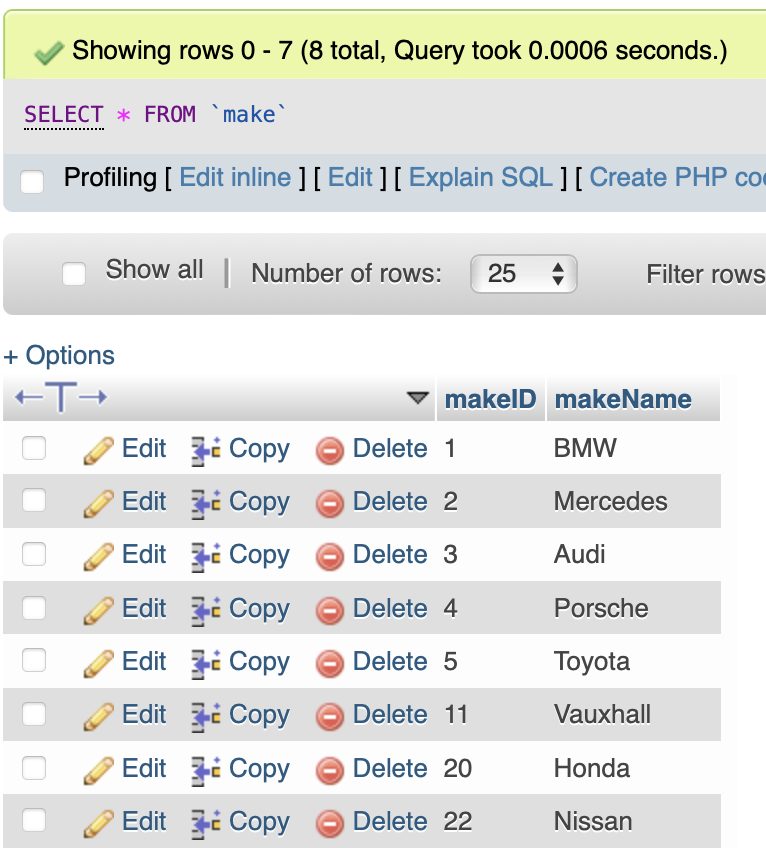 Showing rows 0 - 7 (8 total, Query took 0.0006 seconds.)
SELECT * FROM `make`
Profiling [ Edit inline ] [ Edit ] [ Explain SQL ] [ Create PHP co
Show all | Number of rows: 25 Filter rows
+ Options
←T→ makeID makeName
Edit Copy Delete 1 BMW
Edit Copy Delete 2 Mercedes
Edit Copy Delete 3 Audi
Edit Copy Delete 4 Porsche
Edit Copy Delete 5 Toyota
Edit Copy Delete 11 Vauxhall
Edit Copy Delete 20 Honda
Edit Copy Delete 22 Nissan